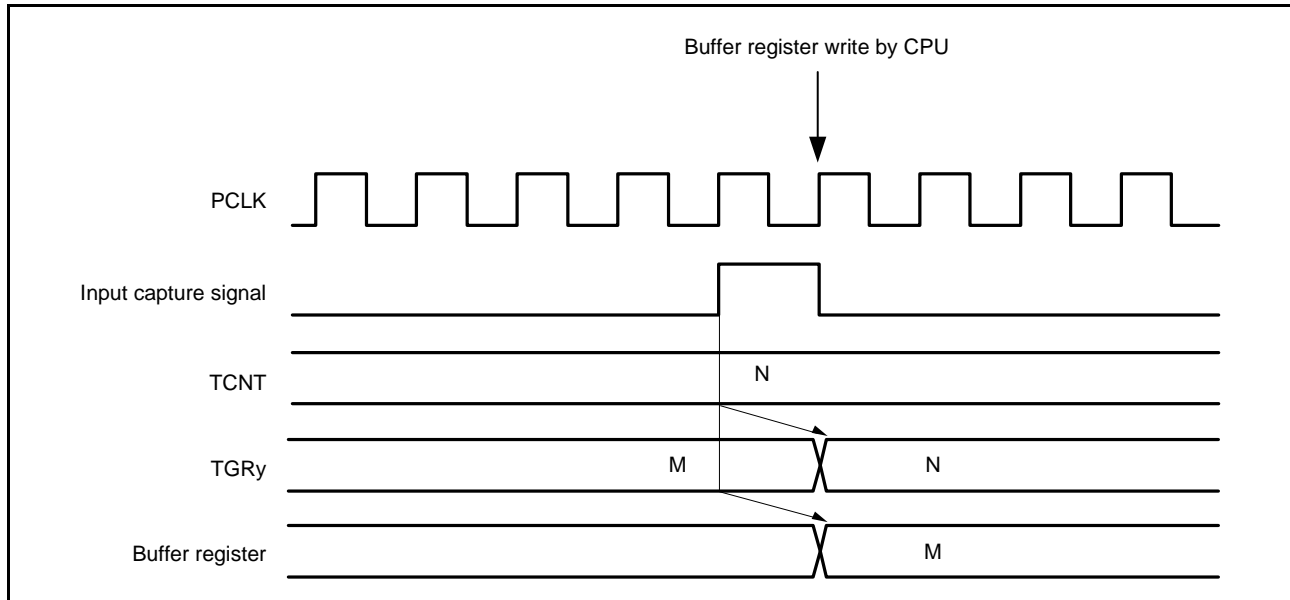 Buffer register write by CPU
PCLK
Input capture signal
TCNT
N
TGRy
M
N
Buffer register
M